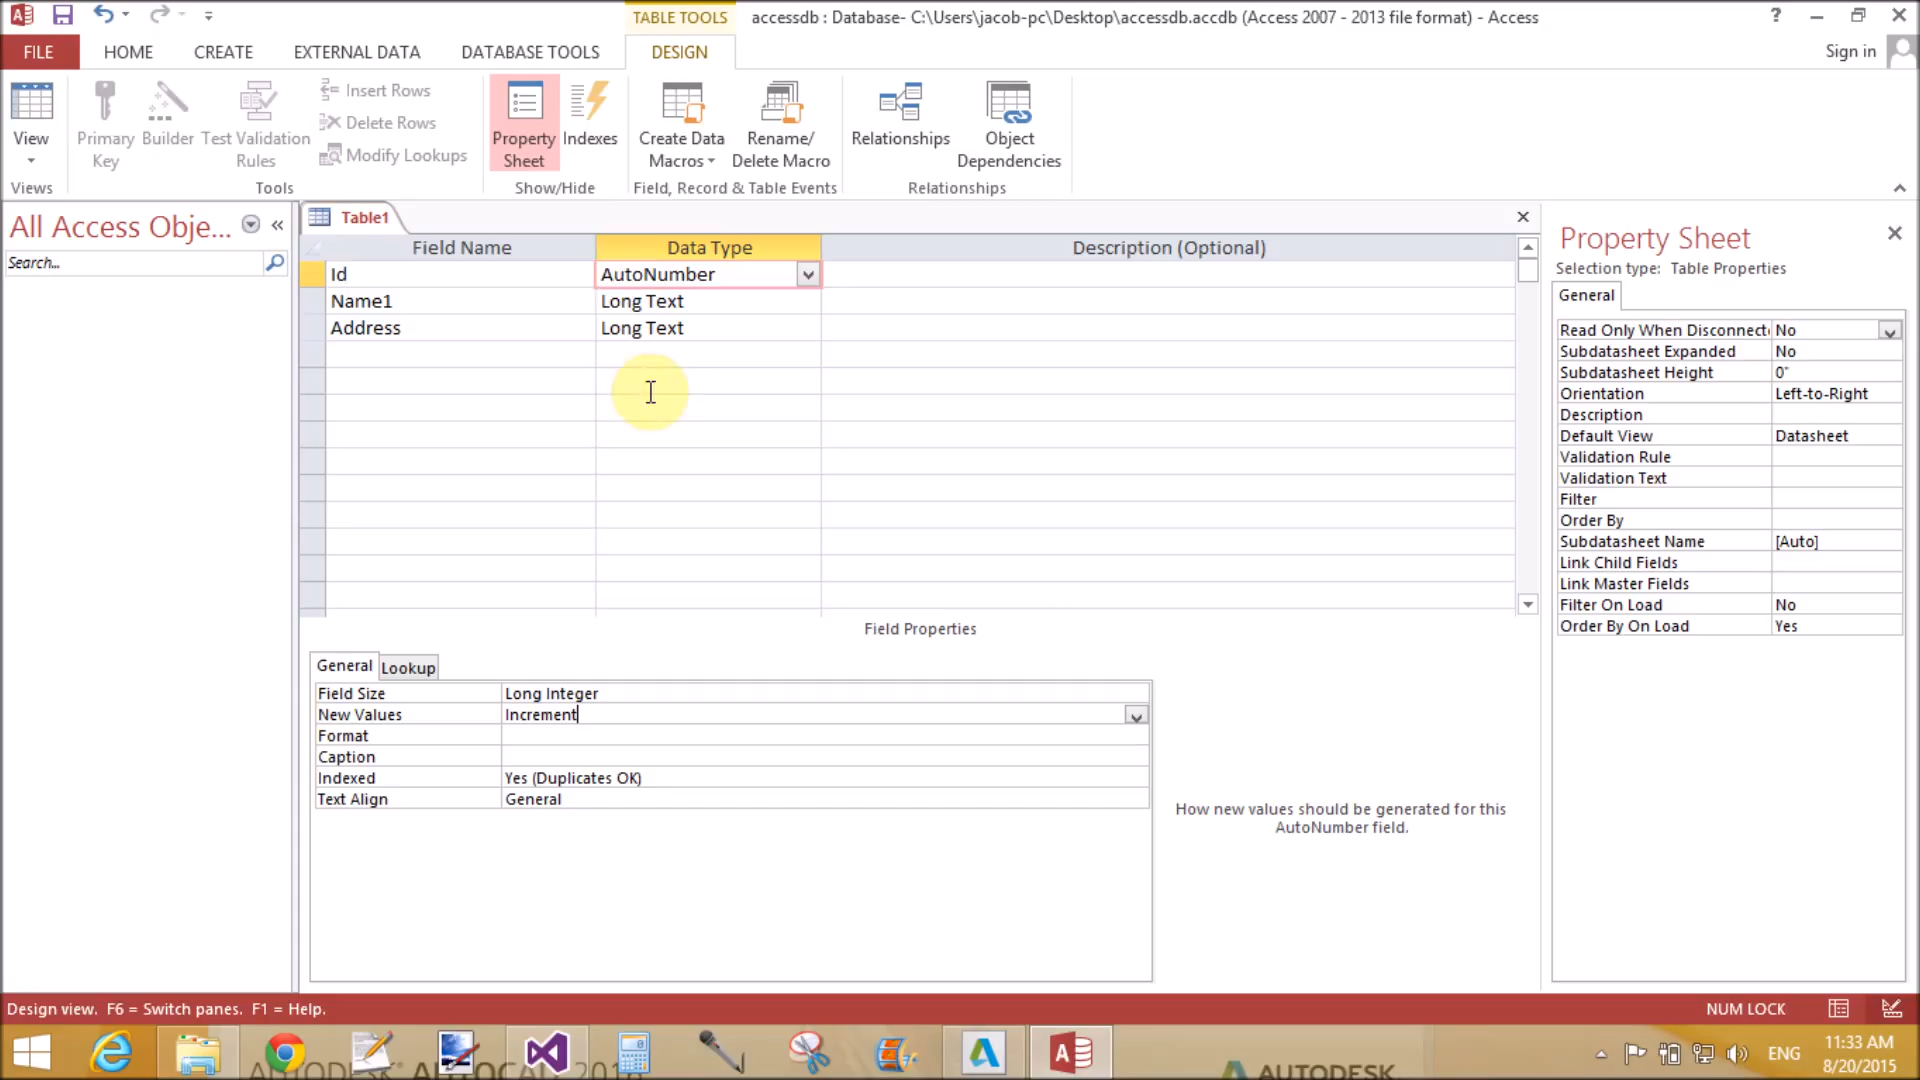 TABLE TOOLS
accessdb : Database- C:\Users\jacob-pc\Desktop\accessdb.accdb (Access 2007 - 2013 file format) - Access
?
FILE
HOME
CREATE
EXTERNAL DATA
DATABASE TOOLS
DESIGN
Sign in
View
Primary Key
Builder
Test Validation Rules
Insert Rows
Delete Rows
Modify Lookups
Property Sheet
Indexes
Create Data Macros
Rename/ Delete Macro
Relationships
Object Dependencies
Views
Tools
Show/Hide
Field, Record & Table Events
Relationships
All Access Obje...
Search...
Table1
Field Name
Data Type
Description (Optional)
Id
AutoNumber
Name1
Long Text
Address
Long Text
Field Properties
General
Lookup
Field Size
Long Integer
New Values
Increment
Format
Caption
Indexed
Yes (Duplicates OK)
Text Align
General
How new values should be generated for this AutoNumber field.
Property Sheet
Selection type: Table Properties
General
Read Only When Disconnect
No
Subdatasheet Expanded
No
Subdatasheet Height
0"
Orientation
Left-to-Right
Description
Default View
Datasheet
Validation Rule
Validation Text
Filter
Order By
Subdatasheet Name
[Auto]
Link Child Fields
Link Master Fields
Filter On Load
No
Order By On Load
Yes
Design view. F6 = Switch panes. F1 = Help.
NUM LOCK
ENG
11:33 AM
8/20/2015
AUTODESK AUTOCAD 2016
AUTODESK.